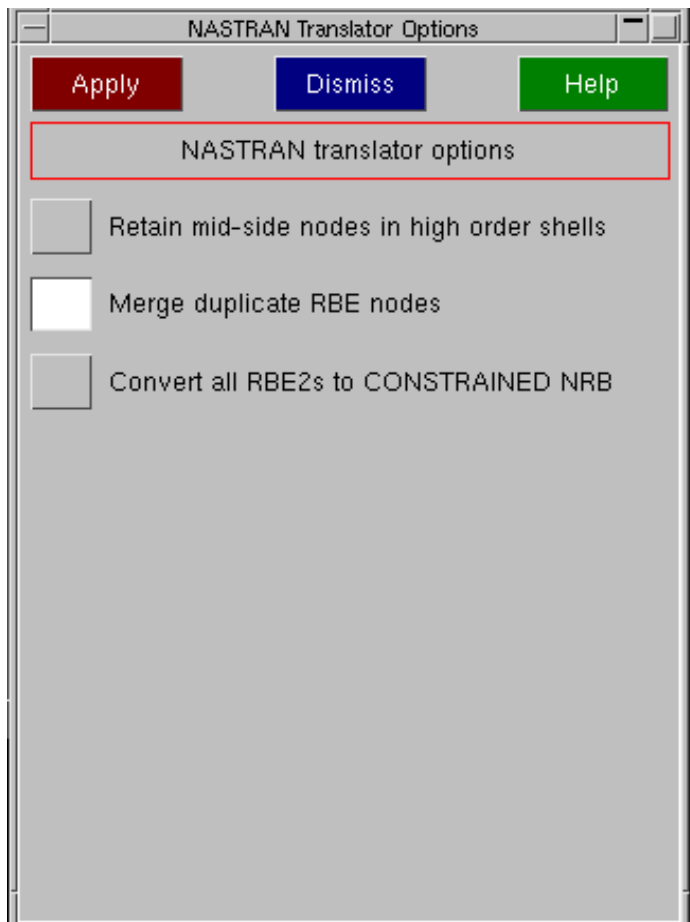 NASTRAN Translator Options
Apply Dismiss Help
NASTRAN translator options
Retain mid-side nodes in high order shells
Merge duplicate RBE nodes
Convert all RBE2s to CONSTRAINED NRB